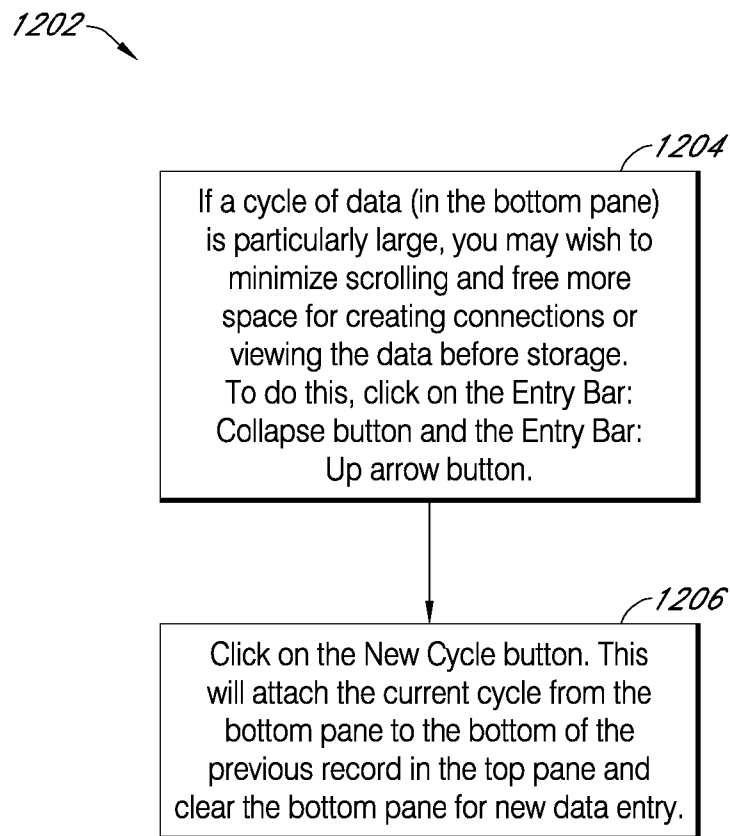 1202
1204
If a cycle of data (in the bottom pane)
is particularly large, you may wish to
minimize scrolling and free more
space for creating connections or
viewing the data before storage.
To do this, click on the Entry Bar:
Collapse button and the Entry Bar:
Up arrow button.
1206
Click on the New Cycle button. This
will attach the current cycle from the
bottom pane to the bottom of the
previous record in the top pane and
clear the bottom pane for new data entry.